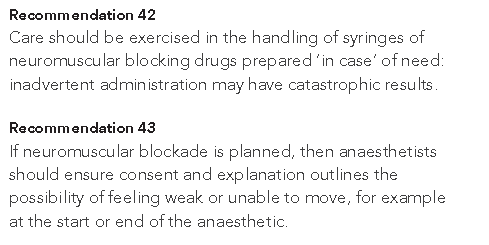 Recommendation 42
Care should be exercised in the handling of syringes of
neuromuscular blocking drugs prepared ‘in case’ of need:
inadvertent administration may have catastrophic results.
Recommendation 43
If neuromuscular blockade is planned, then anaesthetists
should ensure consent and explanation outlines the
possibility of feeling weak or unable to move, for example
at the start or end of the anaesthetic.